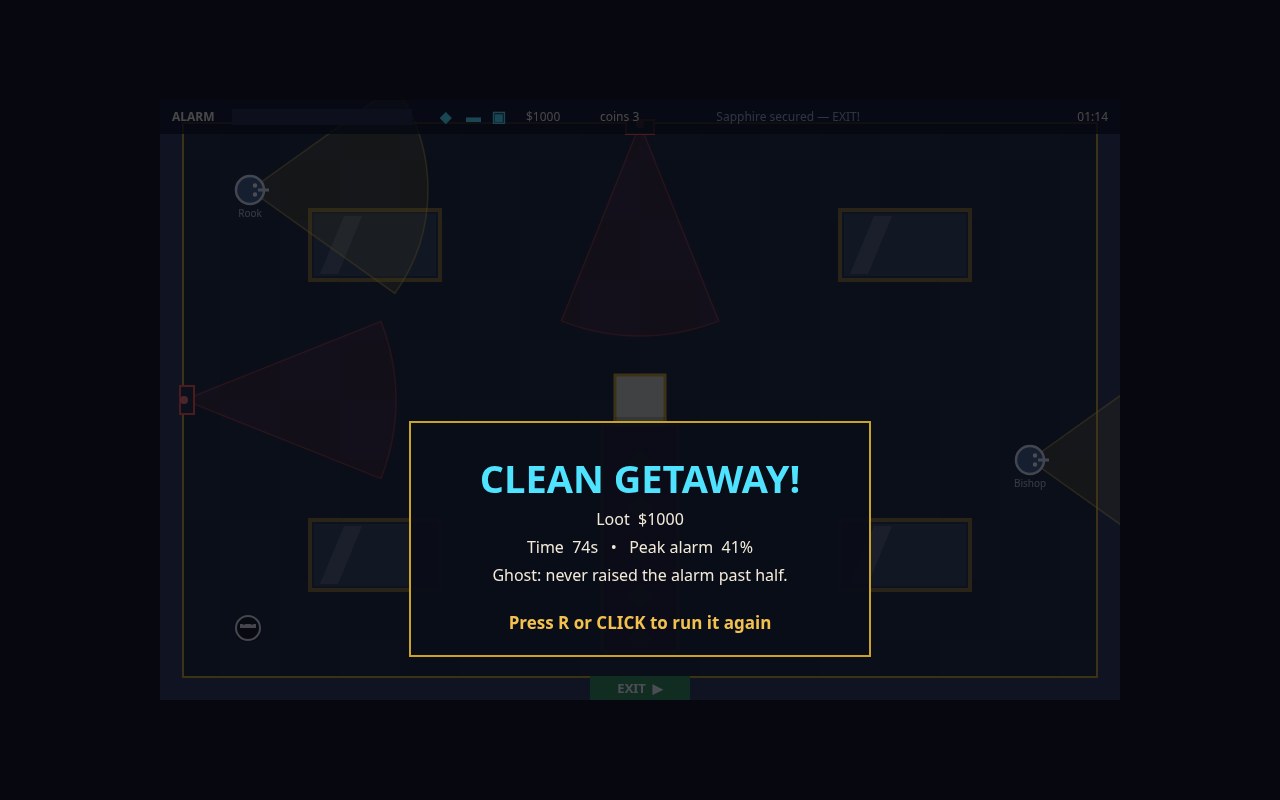 ALARM $1000 coins 3 Sapphire secured — EXIT! 01:14
Rook
Bishop
CLEAN GETAWAY!
Loot $1000
Time 74s • Peak alarm 41%
Ghost: never raised the alarm past half.
Press R or CLICK to run it again
EXIT ▶